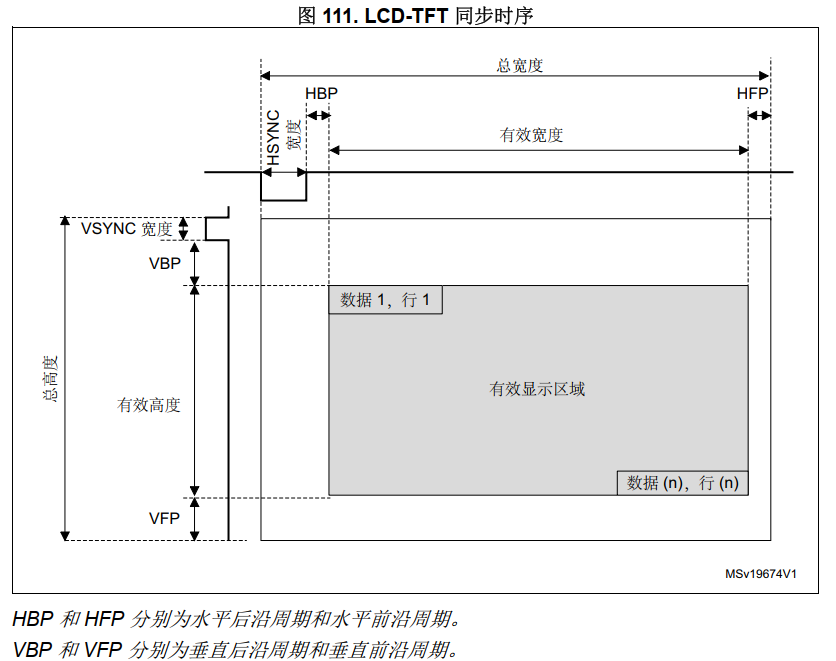 图 111. LCD-TFT 同步时序
总宽度
HBP
HFP
HSYNC
宽度
有效宽度
VSYNC 宽度
VBP
数据 1，行 1
总高度
有效高度
有效显示区域
数据 (n)，行 (n)
VFP
MSv19674V1
HBP 和 HFP 分别为水平后沿周期和水平前沿周期。
VBP 和 VFP 分别为垂直后沿周期和垂直前沿周期。